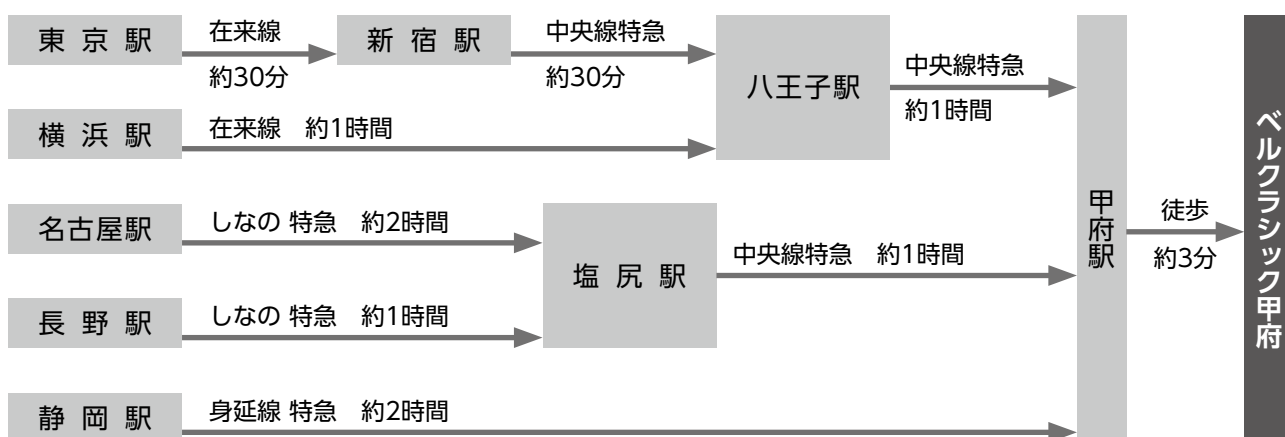 東京駅
在来線
約30分
新宿駅
中央線特急
約30分
八王子駅
中央線特急
約1時間
横浜駅
在来線 約1時間
名古屋駅
しなの 特急 約2時間
塩尻駅
中央線特急 約1時間
長野駅
しなの 特急 約1時間
静岡駅
身延線 特急 約2時間
甲府駅
徒歩
約3分
ベルクラシック甲府